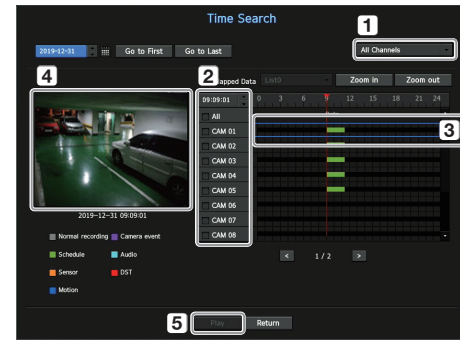 Time Search
1
2019-12-31 Go to First Go to Last All Channels
4 2 apped Data List0 Zoom in Zoom out
09:09:01 0 3 6 9 12 15 18 21 24
All
CAM 01
3
CAM 02
CAM 03
CAM 04
CAM 05
CAM 06
2019-12-31 09:09:01
CAM 07
Normal recording Camera event CAM 08
Schedule Audio < 1 / 2 >
Sensor DST
Motion
5 Play Return